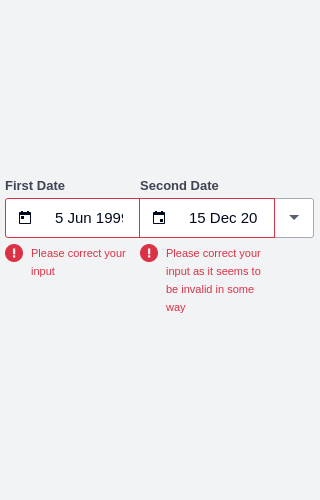 First Date Second Date
5 Jun 1999 15 Dec 20
Please correct your
input
Please correct your
input as it seems to
be invalid in some
way